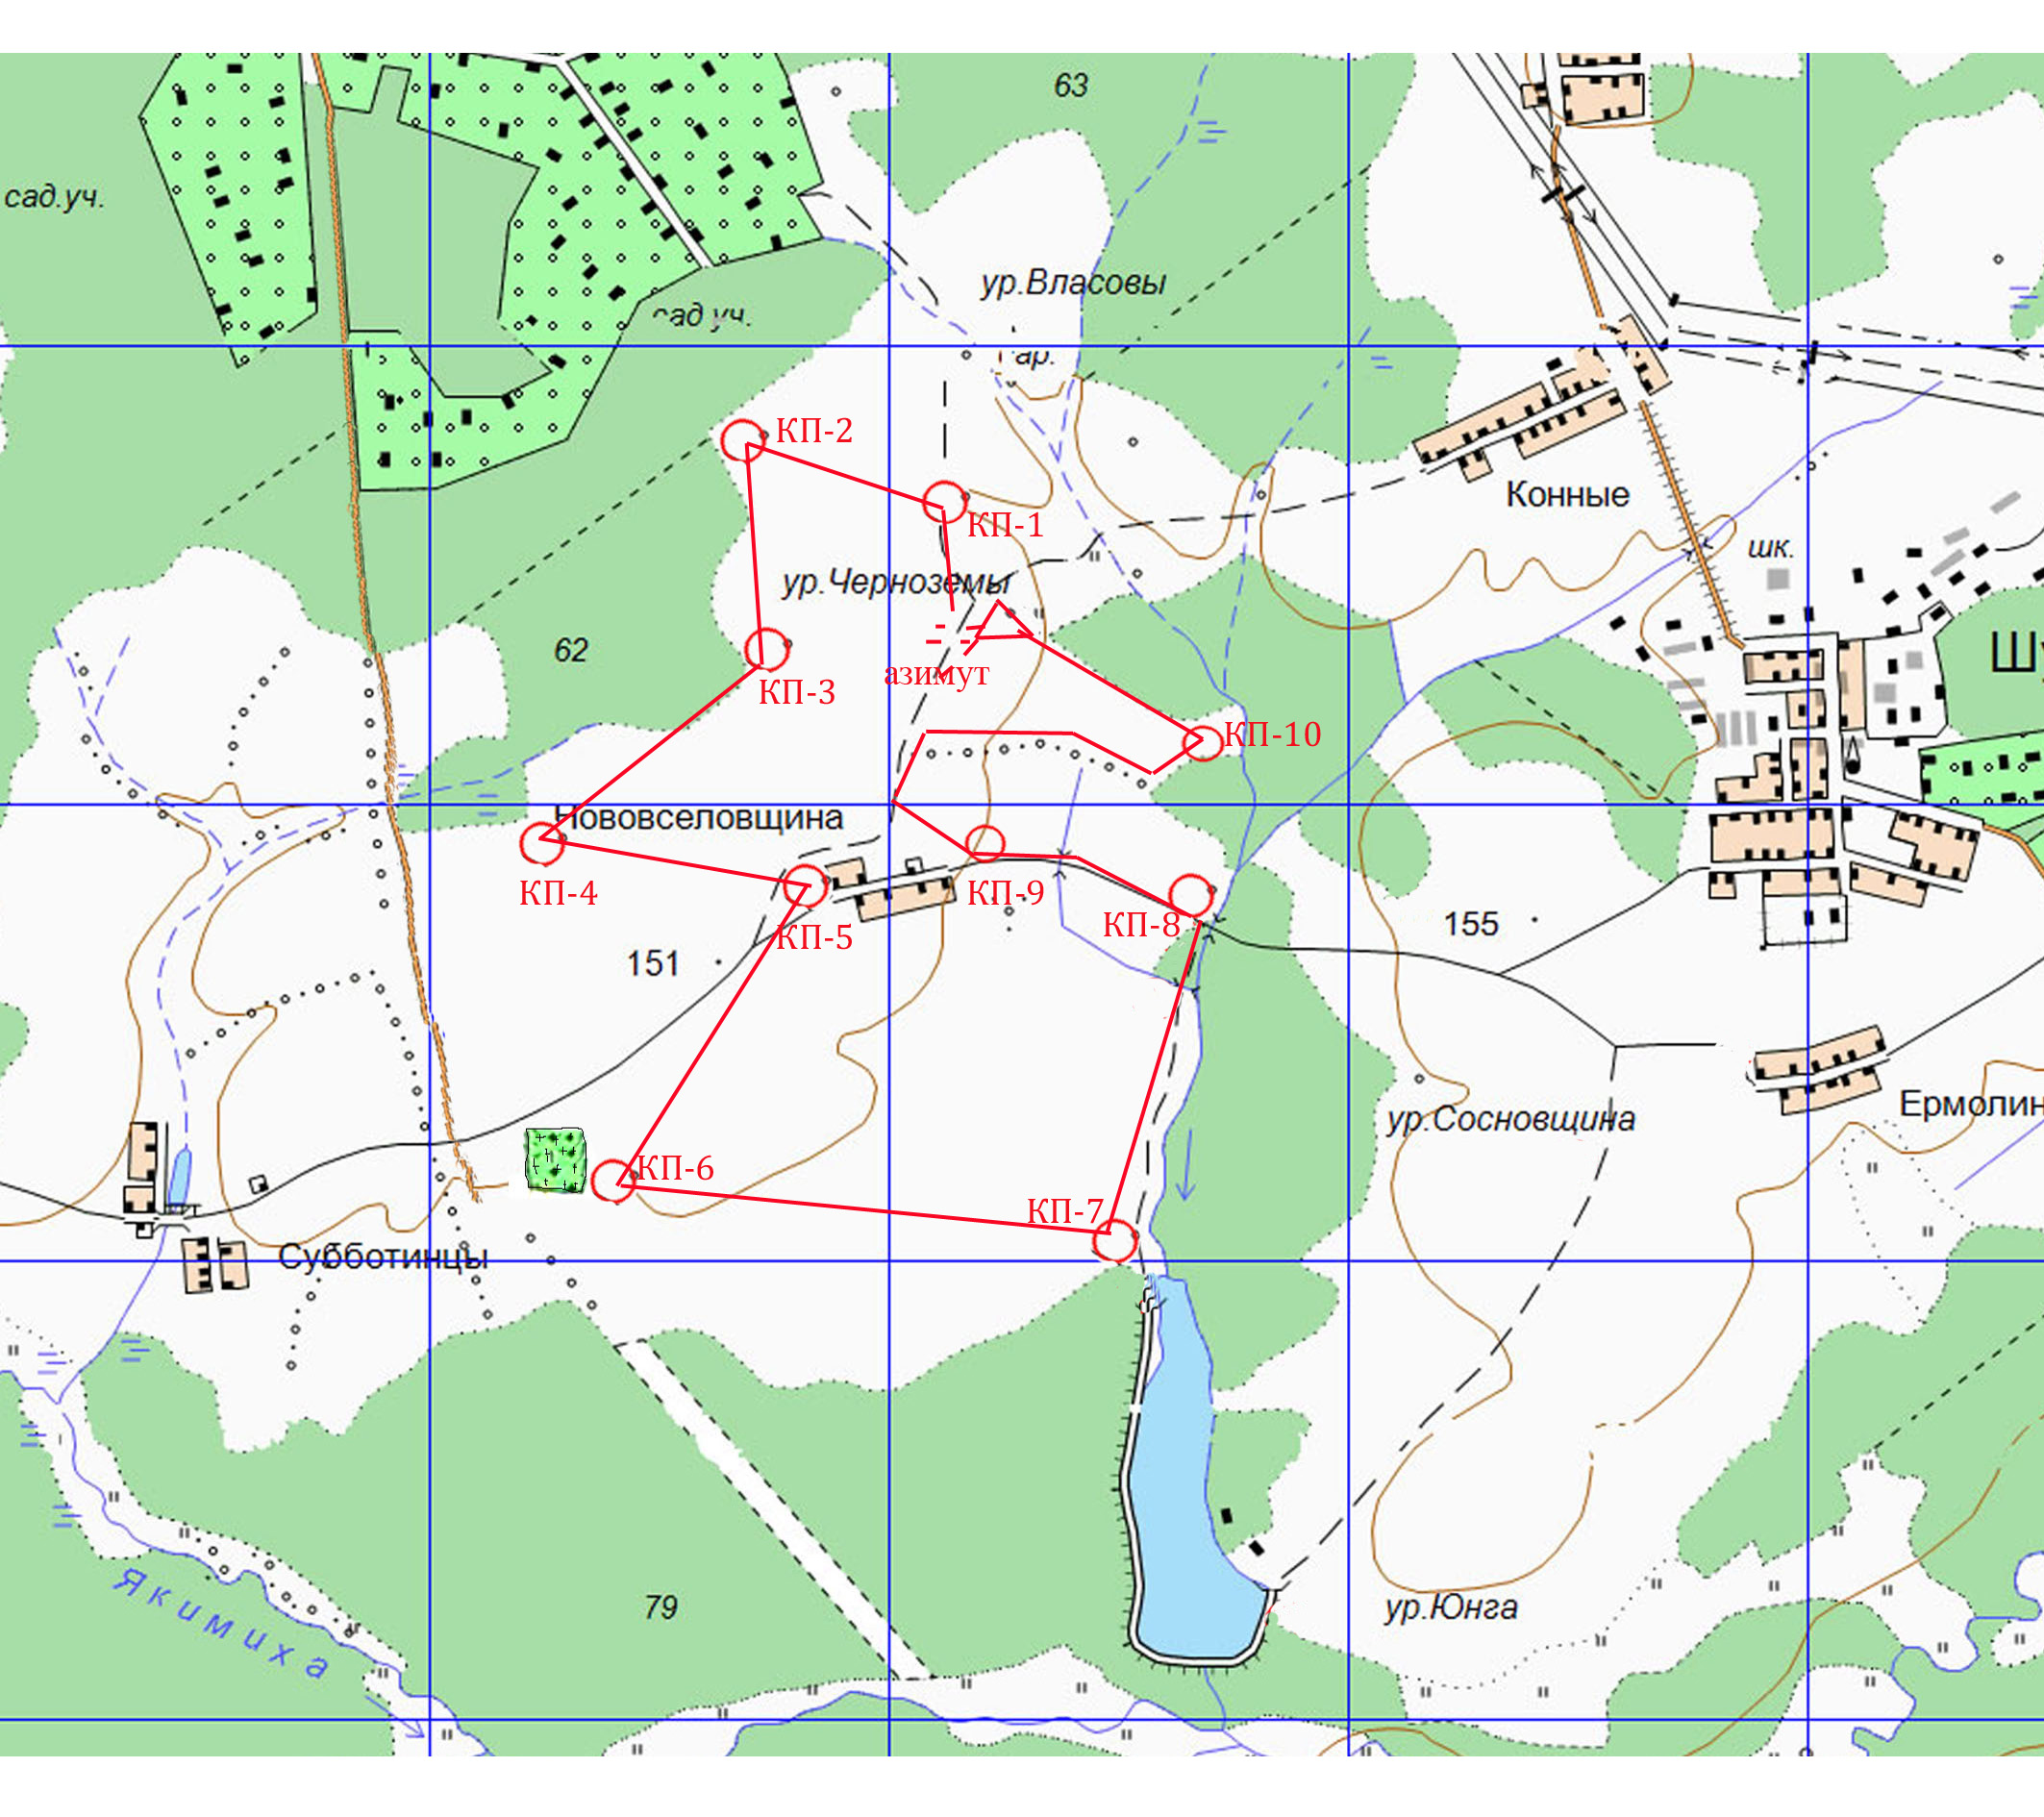 63
сад.уч.
ур.Власовы
сад уч.
ар.
КП-2
Конные
КП-1
шк.
ур.Черноземы
62
Шу
азимут
КП-3
КП-10
Нововселовщина
КП-4
КП-9
КП-8
155
КП-5
151
Ермолин
ур.Сосновщина
КП-6
КП-7
Субботинцы
Якимиха
79
ур.Юнга